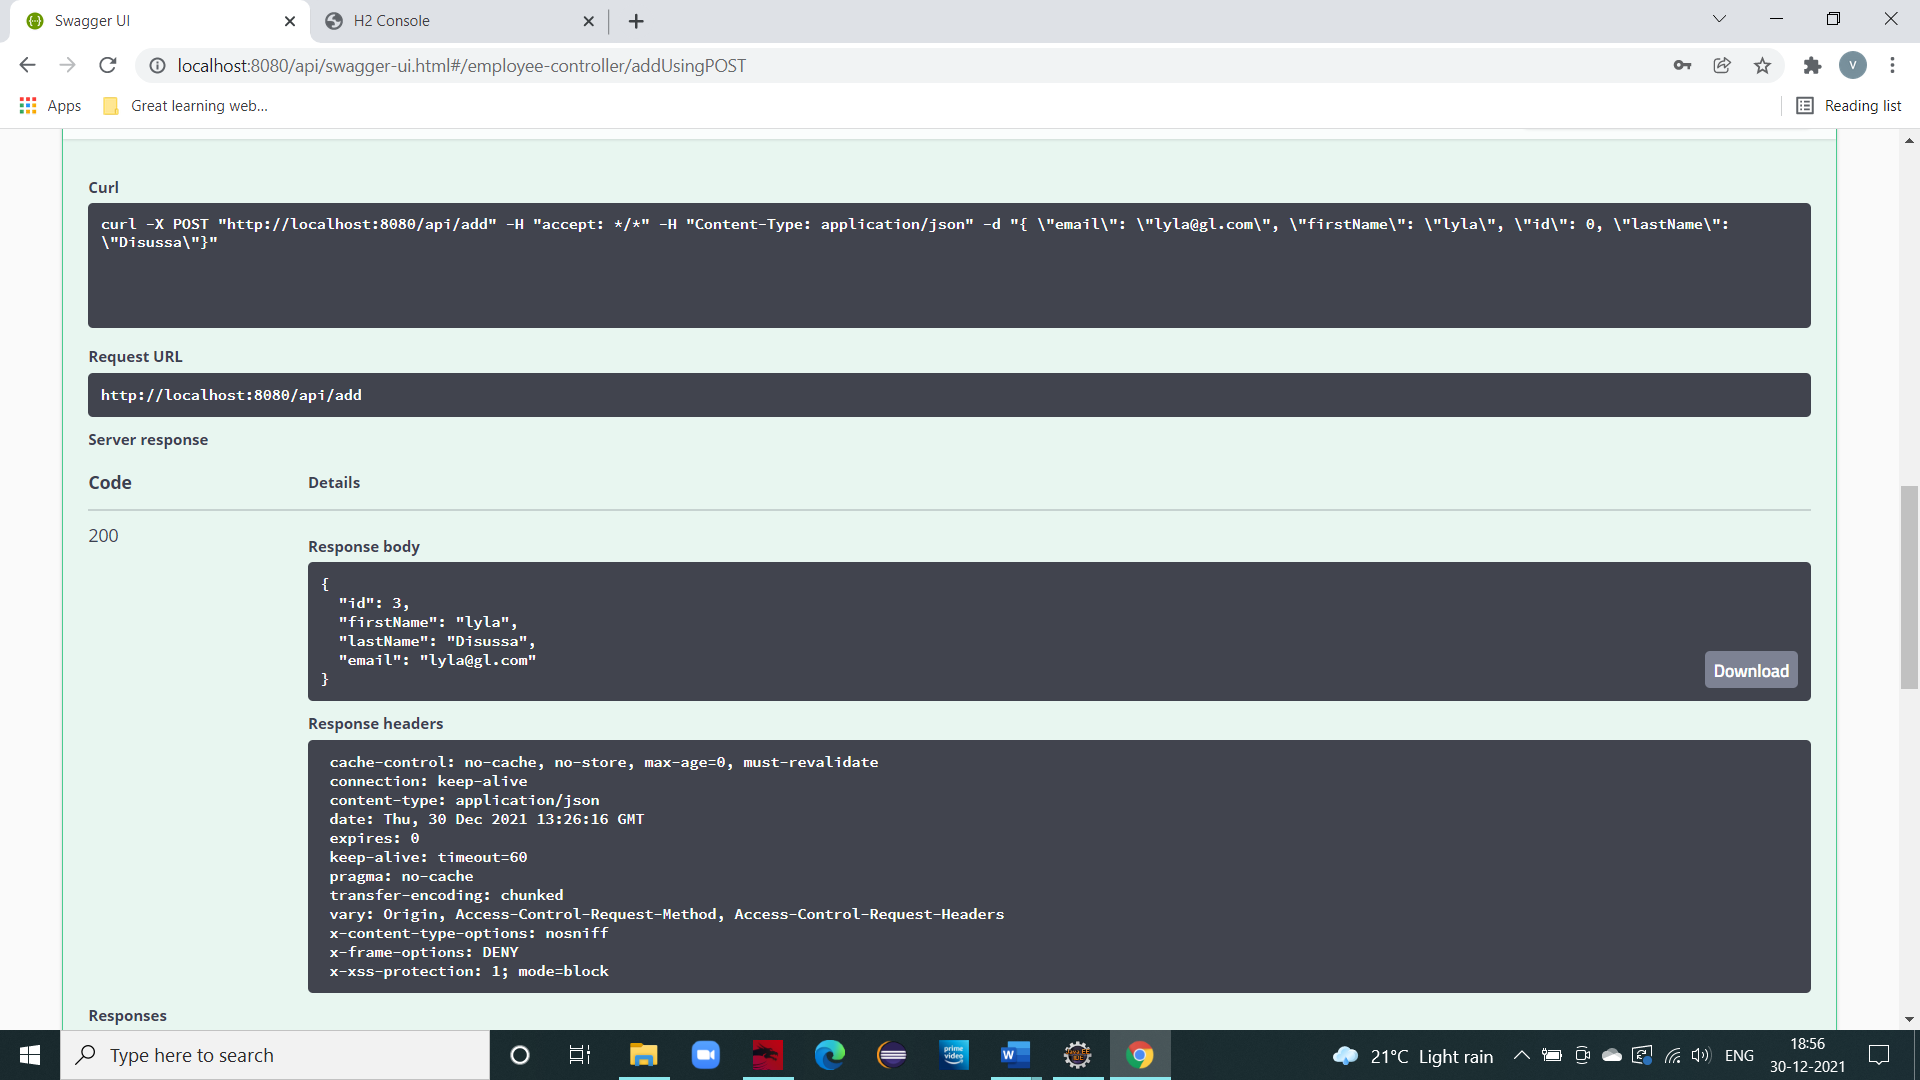 Swagger UI
H2 Console
localhost:8080/api/swagger-ui.html#/employee-controller/addUsingPOST
V
Apps
Great learning web...
Reading list
Curl
curl -X POST "http://localhost:8080/api/add" -H "accept: */*" -H "Content-Type: application/json" -d "{ \"email\": \"lyla@gl.com\", \"firstName\": \"lyla\", \"id\": 0, \"lastName\":
\"Disussa\"}"
Request URL
http://localhost:8080/api/add
Server response
Code
Details
200
Response body
{
"id": 3,
"firstName": "lyla",
"lastName": "Disussa",
"email": "lyla@gl.com"
}
Download
Response headers
cache-control: no-cache, no-store, max-age=0, must-revalidate
connection: keep-alive
content-type: application/json
date: Thu, 30 Dec 2021 13:26:16 GMT
expires: 0
keep-alive: timeout=60
pragma: no-cache
transfer-encoding: chunked
vary: Origin, Access-Control-Request-Method, Access-Control-Request-Headers
x-content-type-options: nosniff
x-frame-options: DENY
x-xss-protection: 1; mode=block
Responses
Type here to search
prime video
W
21°C Light rain
ENG
18:56
30-12-2021